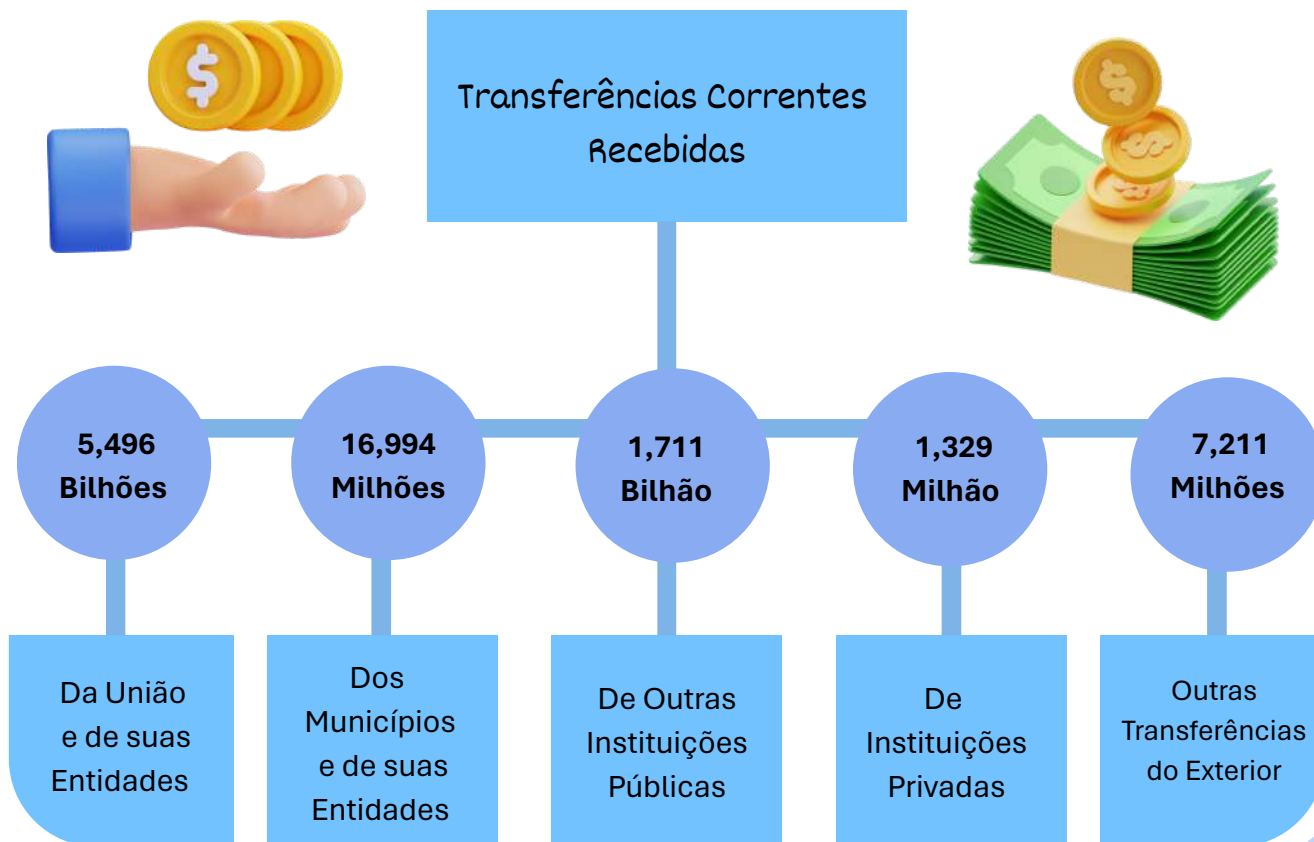 Transferências Correntes
Recebidas
5,496
Bilhões
16,994
Milhões
1,711
Bilhão
1,329
Milhão
7,211
Milhões
Da União
e de suas
Entidades
Dos
Municípios
e de suas
Entidades
De Outras
Instituições
Públicas
De
Instituições
Privadas
Outras
Transferências
do Exterior